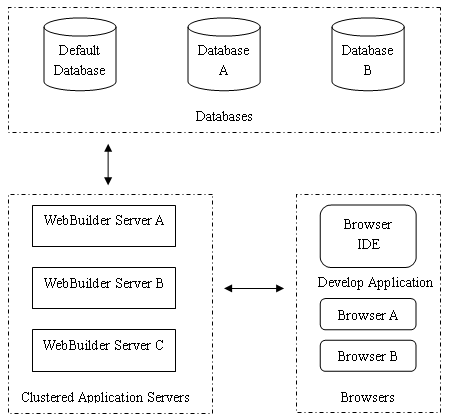 Default
Database
Database
A
Database
B
Databases
WebBuilder Server A
WebBuilder Server B
WebBuilder Server C
Clustered Application Servers
Browser
IDE
Develop Application
Browser A
Browser B
Browsers